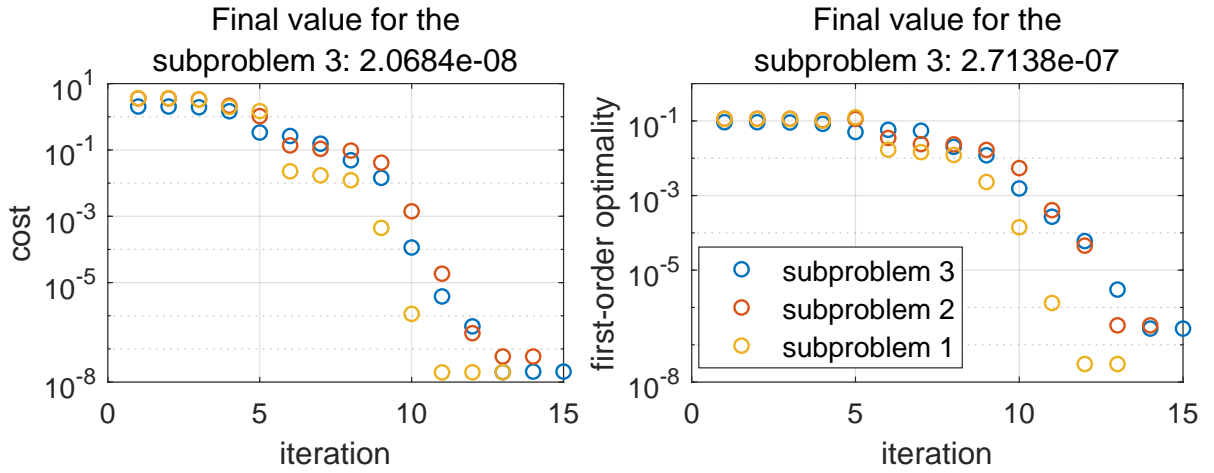 Final value for the
subproblem 3: 2.0684e-08
10^1
10^-1
10^-3
10^-5
10^-8
cost
0
5
10
15
iteration
Final value for the
subproblem 3: 2.7138e-07
10^-1
10^-3
10^-5
10^-8
first-order optimality
subproblem 3
subproblem 2
subproblem 1
0
5
10
15
iteration